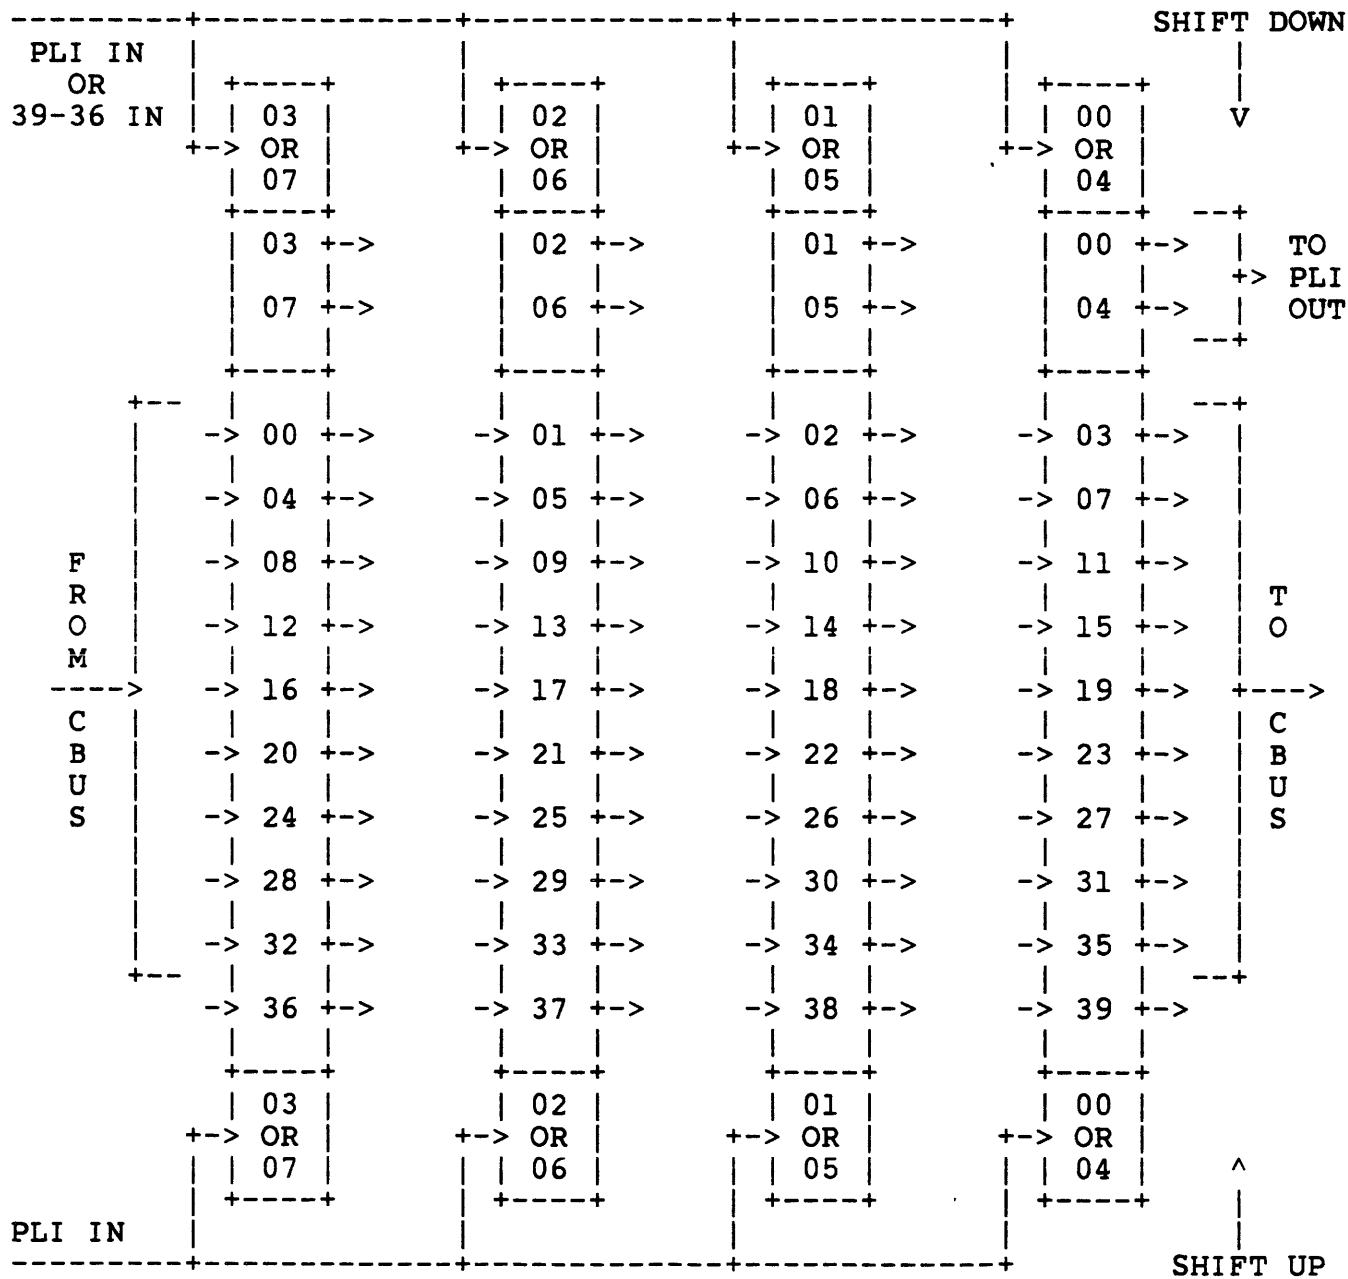 SHIFT DOWN
PLI IN
OR
39-36 IN
03 02 01 00
OR OR OR OR
07 06 05 04
03 02 01 00 TO
PLI
07 06 05 04 OUT
00 01 02 03
04 05 06 07
F
08 09 10 11
R T
O 12 13 14 15 O
M
16 17 18 19
C C
B 20 21 22 23 B
U U
S 24 25 26 27 S
28 29 30 31
32 33 34 35
36 37 38 39
03 02 01 00
OR OR OR OR
07 06 05 04
PLI IN
SHIFT UP